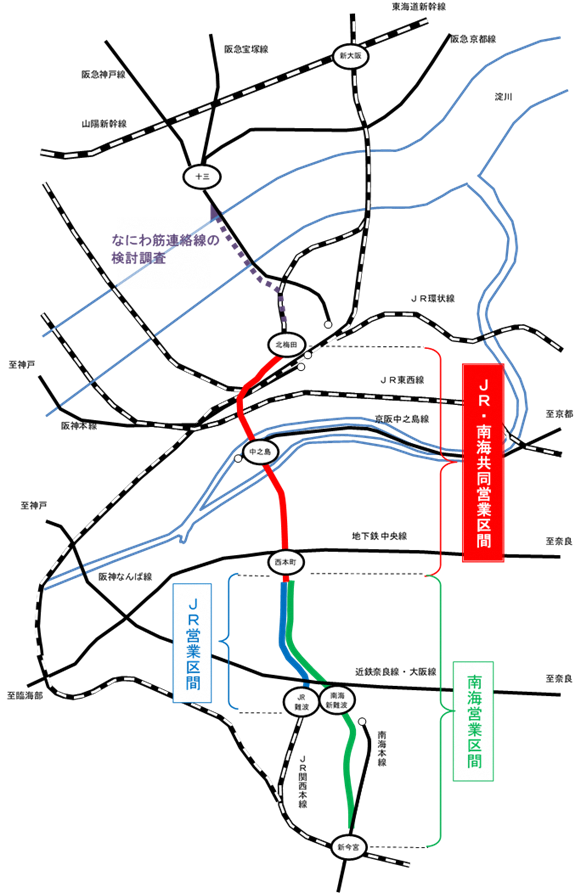 東海道新幹線
阪急宝塚線
阪急京都線
新大阪
阪急神戸線
淀川
山陽新幹線
十三
なにわ筋連絡線の
検討調査
JR環状線
北梅田
至神戸
JR東西線
JR・南海共同営業区間
京阪中之島線
至京都
阪神本線
中之島
至神戸
地下鉄中央線
至奈良
西本町
阪神なんば線
JR営業区間
近鉄奈良線・大阪線
至奈良
南海営業区間
至臨海部
JR
難波
南海
新難波
南海本線
JR関西本線
新今宮